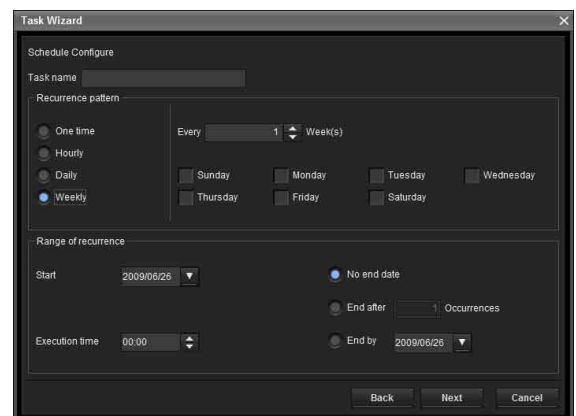 Task Wizard
Schedule Configure
Task name
Recurrence pattern
One time
Every 1 Week(s)
Hourly
Daily
Sunday Monday Tuesday Wednesday
Weekly
Thursday Friday Saturday
Range of recurrence
Start 2009/06/26
No end date
End after 1 Occurrences
Execution time 00:00
End by 2009/06/26
Back Next Cancel